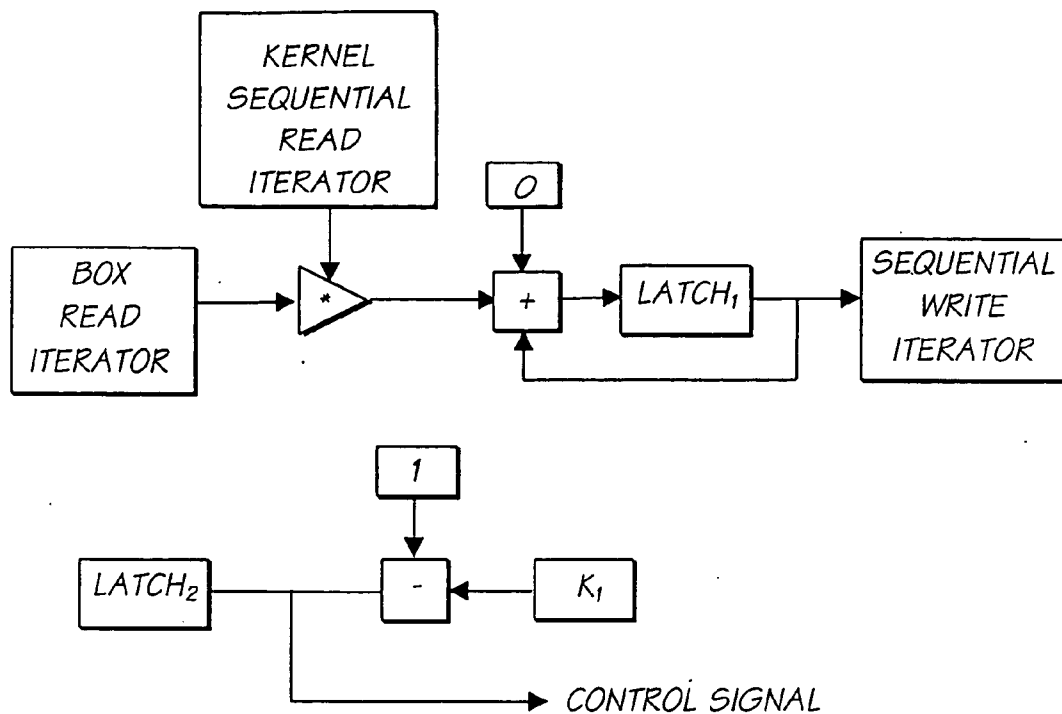 KERNEL
SEQUENTIAL
READ
ITERATOR
0
BOX
READ
ITERATOR
*
+
LATCH₁
SEQUENTIAL
WRITE
ITERATOR
1
LATCH₂
-
K₁
CONTROL SIGNAL